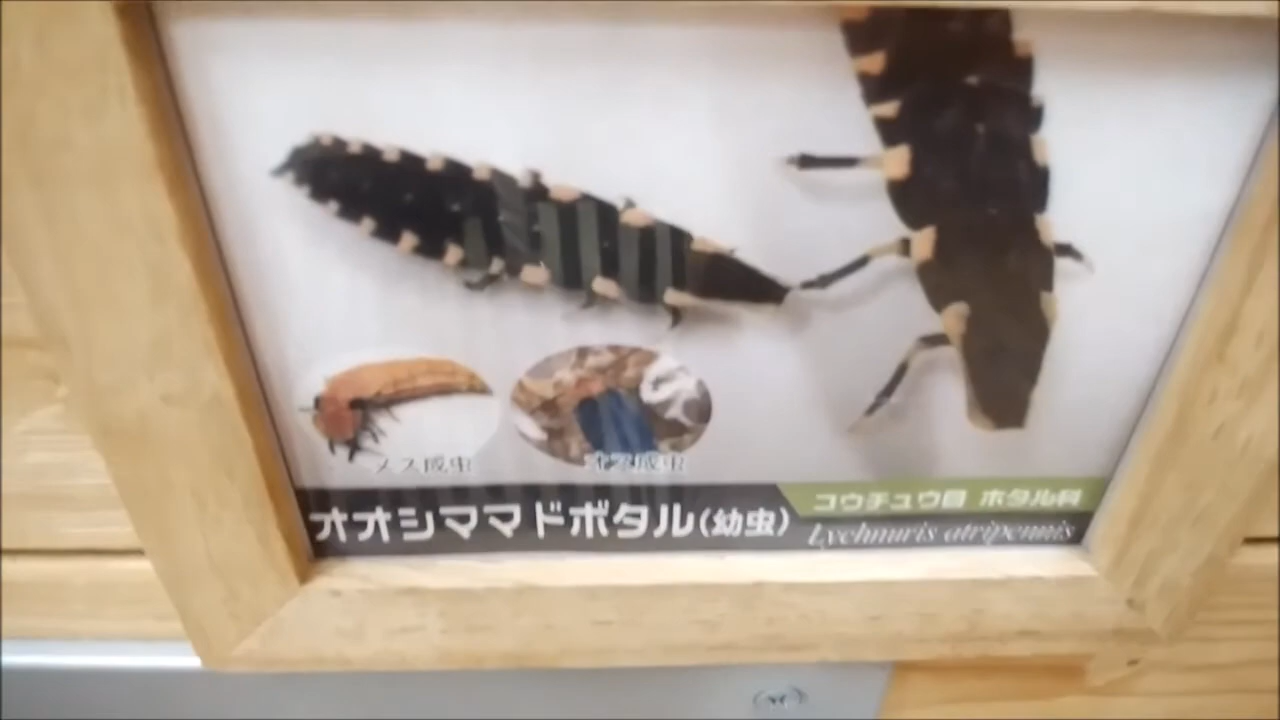 メス成虫
オス成虫
オオシママドボタル(幼虫)
コウチュウ目 ホタル科
Lychnuris atripennis